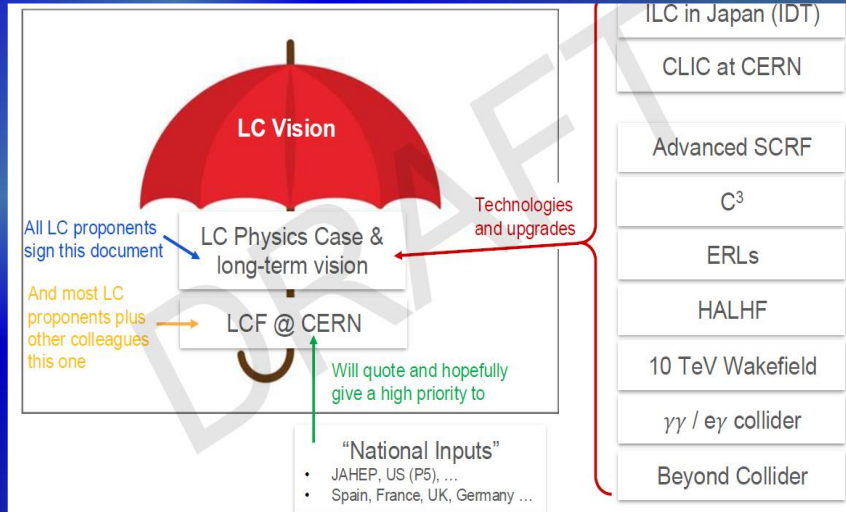 LC Vision
All LC proponents
sign this document
LC Physics Case &
long-term vision
And most LC
proponents plus
other colleagues
this one
LCF @ CERN
Technologies
and upgrades
Will quote and hopefully
give a high priority to
“National Inputs”
• JAHEP, US (P5), ...
• Spain, France, UK, Germany ...
ILC in Japan (IDT)
CLIC at CERN
Advanced SCRF
C³
ERLs
HALHF
10 TeV Wakefield
γγ / eγ collider
Beyond Collider
DRAFT